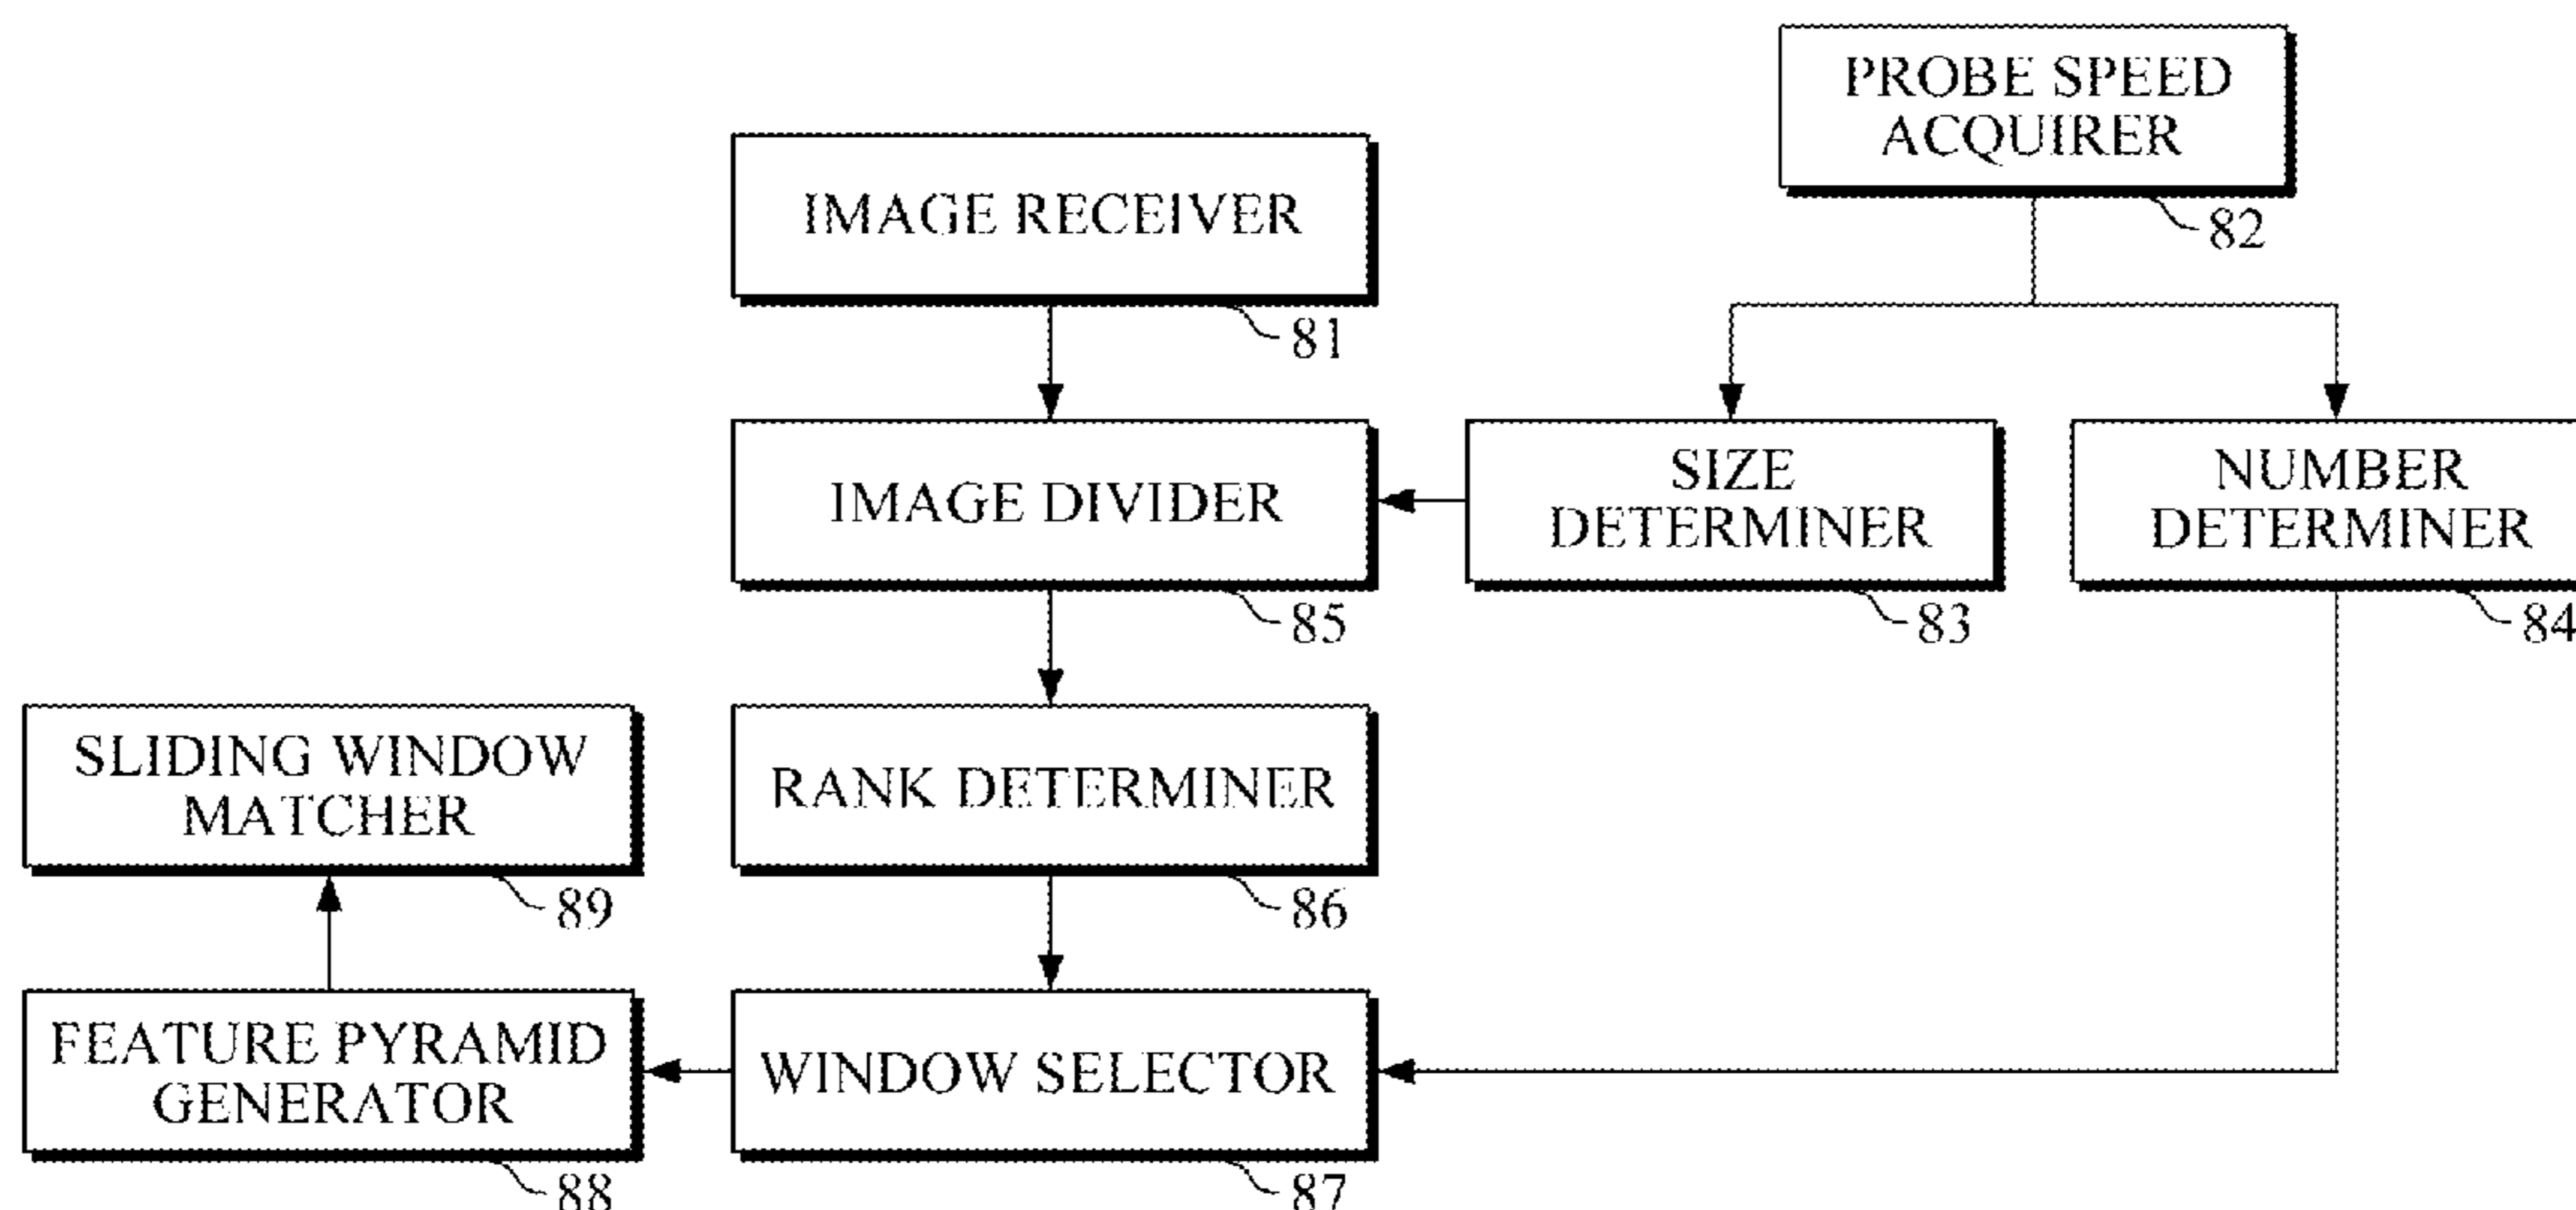 PROBE SPEED
ACQUIRER
82
IMAGE RECEIVER
81
IMAGE DIVIDER
85
SIZE
DETERMINER
83
NUMBER
DETERMINER
84
SLIDING WINDOW
MATCHER
89
RANK DETERMINER
86
FEATURE PYRAMID
GENERATOR
88
WINDOW SELECTOR
87